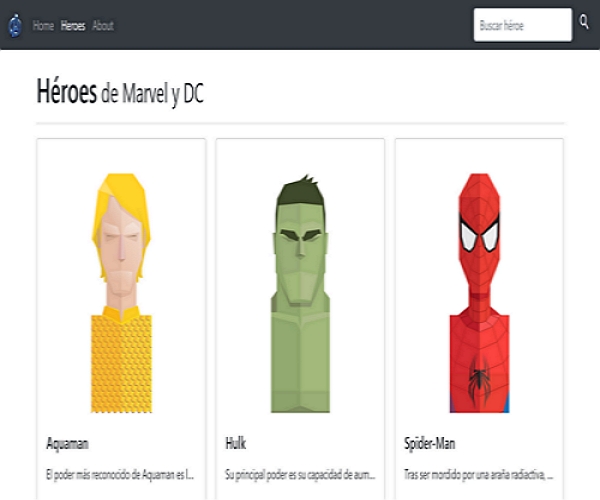 Home Heroes About Buscar héroe
Héroes de Marvel y DC
Aquaman Hulk Spider-Man
El poder más reconocido de Aquaman es l... Su principal poder es su capacidad de aum... Tras ser mordido por una araña radiactiva, ...